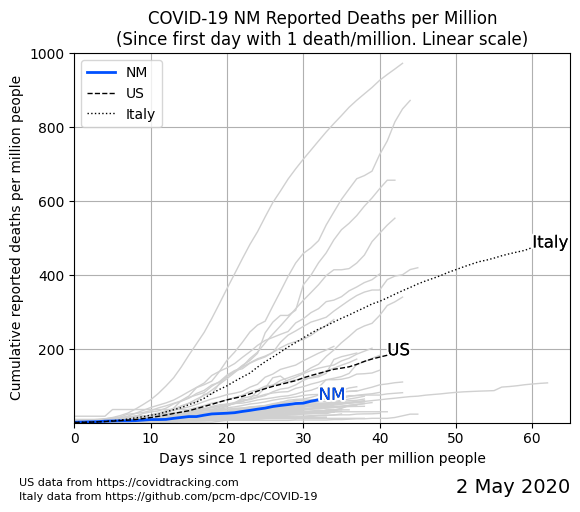 COVID-19 NM Reported Deaths per Million
(Since first day with 1 death/million. Linear scale)
Cumulative reported deaths per million people
1000
800
600
400
200
NM
US
Italy
Italy
US
NM
0
10
20
30
40
50
60
Days since 1 reported death per million people
US data from https://covidtracking.com
Italy data from https://github.com/pcm-dpc/COVID-19
2 May 2020